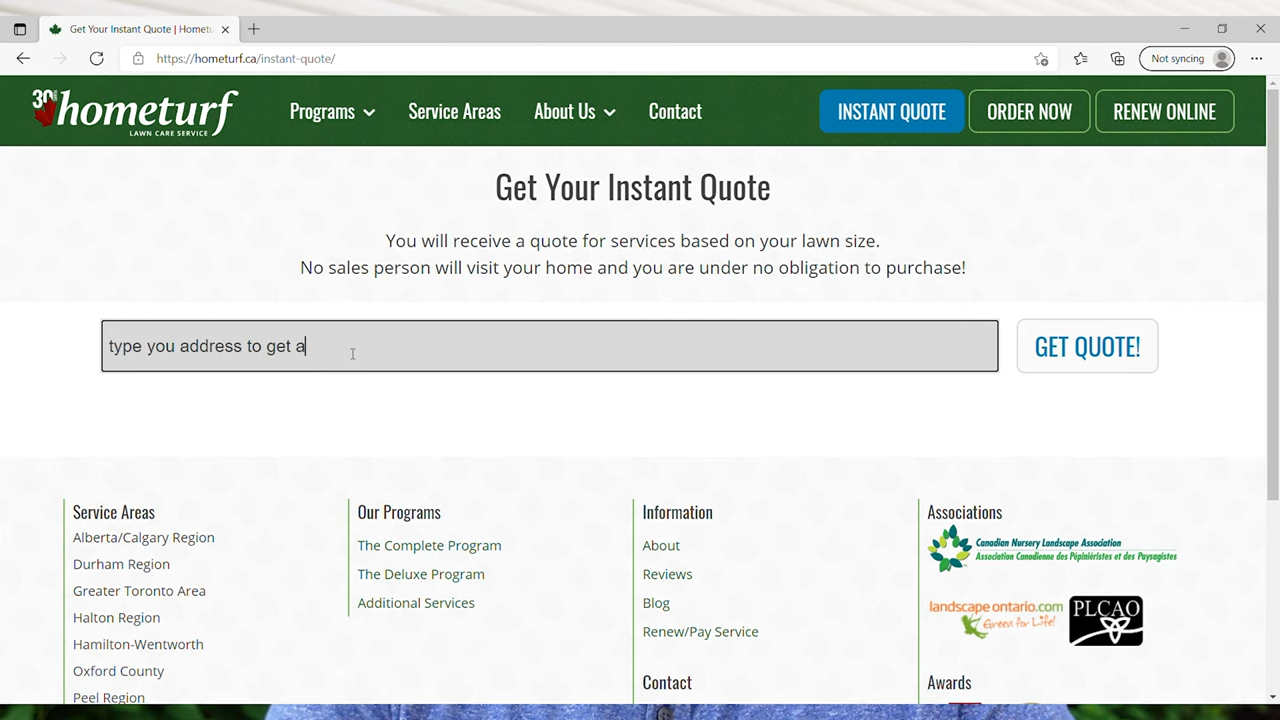 Get Your Instant Quote | Hometu
https://hometurf.ca/instant-quote/
Not syncing
30
hometurf
LAWN CARE SERVICE
Programs
Service Areas
About Us
Contact
INSTANT QUOTE
ORDER NOW
RENEW ONLINE
Get Your Instant Quote
You will receive a quote for services based on your lawn size.
No sales person will visit your home and you are under no obligation to purchase!
type you address to get a
GET QUOTE!
Service Areas
Alberta/Calgary Region
Durham Region
Greater Toronto Area
Halton Region
Hamilton-Wentworth
Oxford County
Peel Region
Our Programs
The Complete Program
The Deluxe Program
Additional Services
Information
About
Reviews
Blog
Renew/Pay Service
Contact
Associations
Canadian Nursery Landscape Association
Association Canadienne des Pépiniéristes et des Paysagistes
landscape ontario.com
Green for Life!
PLCAO
Awards